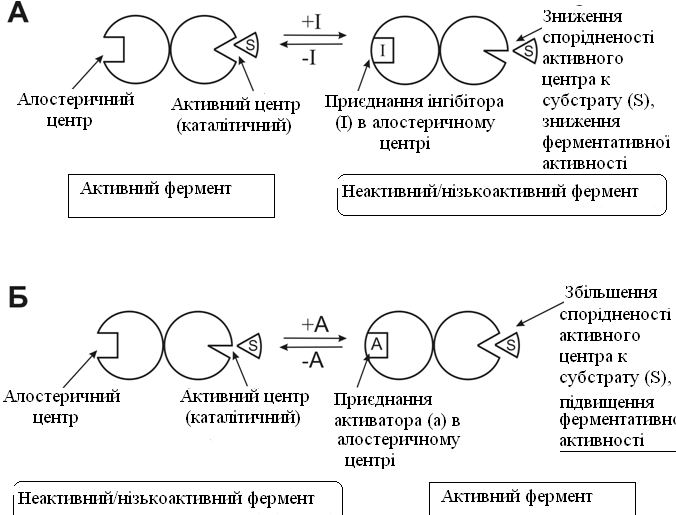 А
+I
-I
S
I
S
Зниження
спорідненості
активного
центра к
субстрату (S),
зниження
ферментативної
активності
Алостеричний
центр
Активний центр
(каталітичний)
Приєднання інгібітора
(I) в алостеричному
центрі
Активний фермент
Неактивний/нізькоактивний фермент
Б
+А
-А
S
А
S
Збільшення
спорідненості
активного
центра к
субстрату (S),
підвищення
ферментативно
активності
Алостеричний
центр
Активний центр
(каталітичний)
Приєднання
активатора (а) в
алостеричному
центрі
Неактивний/нізькоактивний фермент
Активний фермент